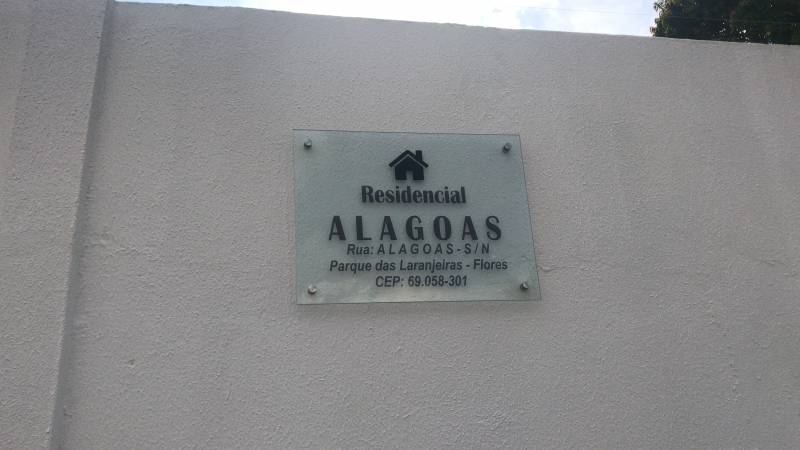 Residencial
ALAGOAS
Rua: ALAGOAS - S/N
Parque das Laranjeiras - Flores
CEP: 69.058-301